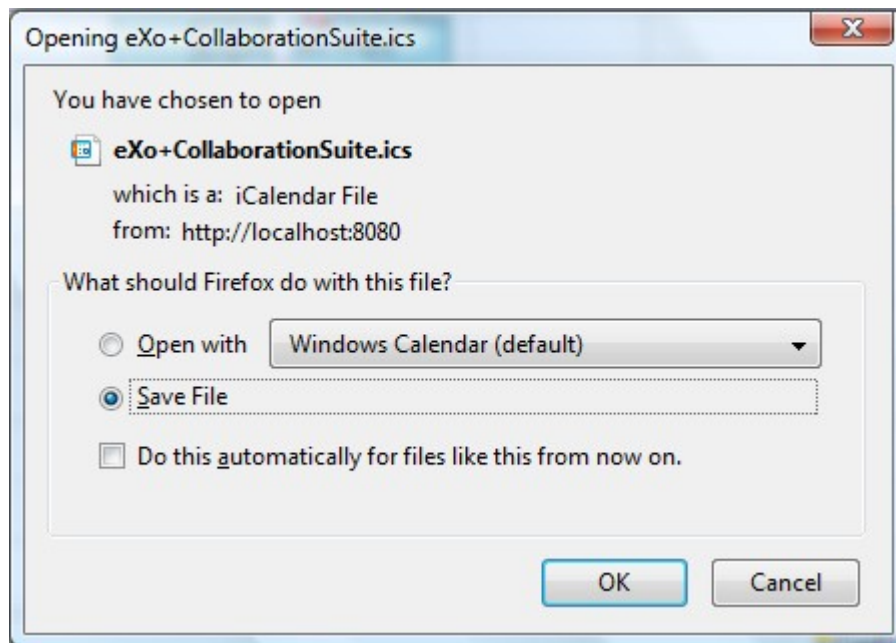 Opening eXo+CollaborationSuite.ics
You have chosen to open
eXo+CollaborationSuite.ics
which is a: iCalendar File
from: http://localhost:8080
What should Firefox do with this file?
Open with Windows Calendar (default)
Save File
Do this automatically for files like this from now on.
OK Cancel